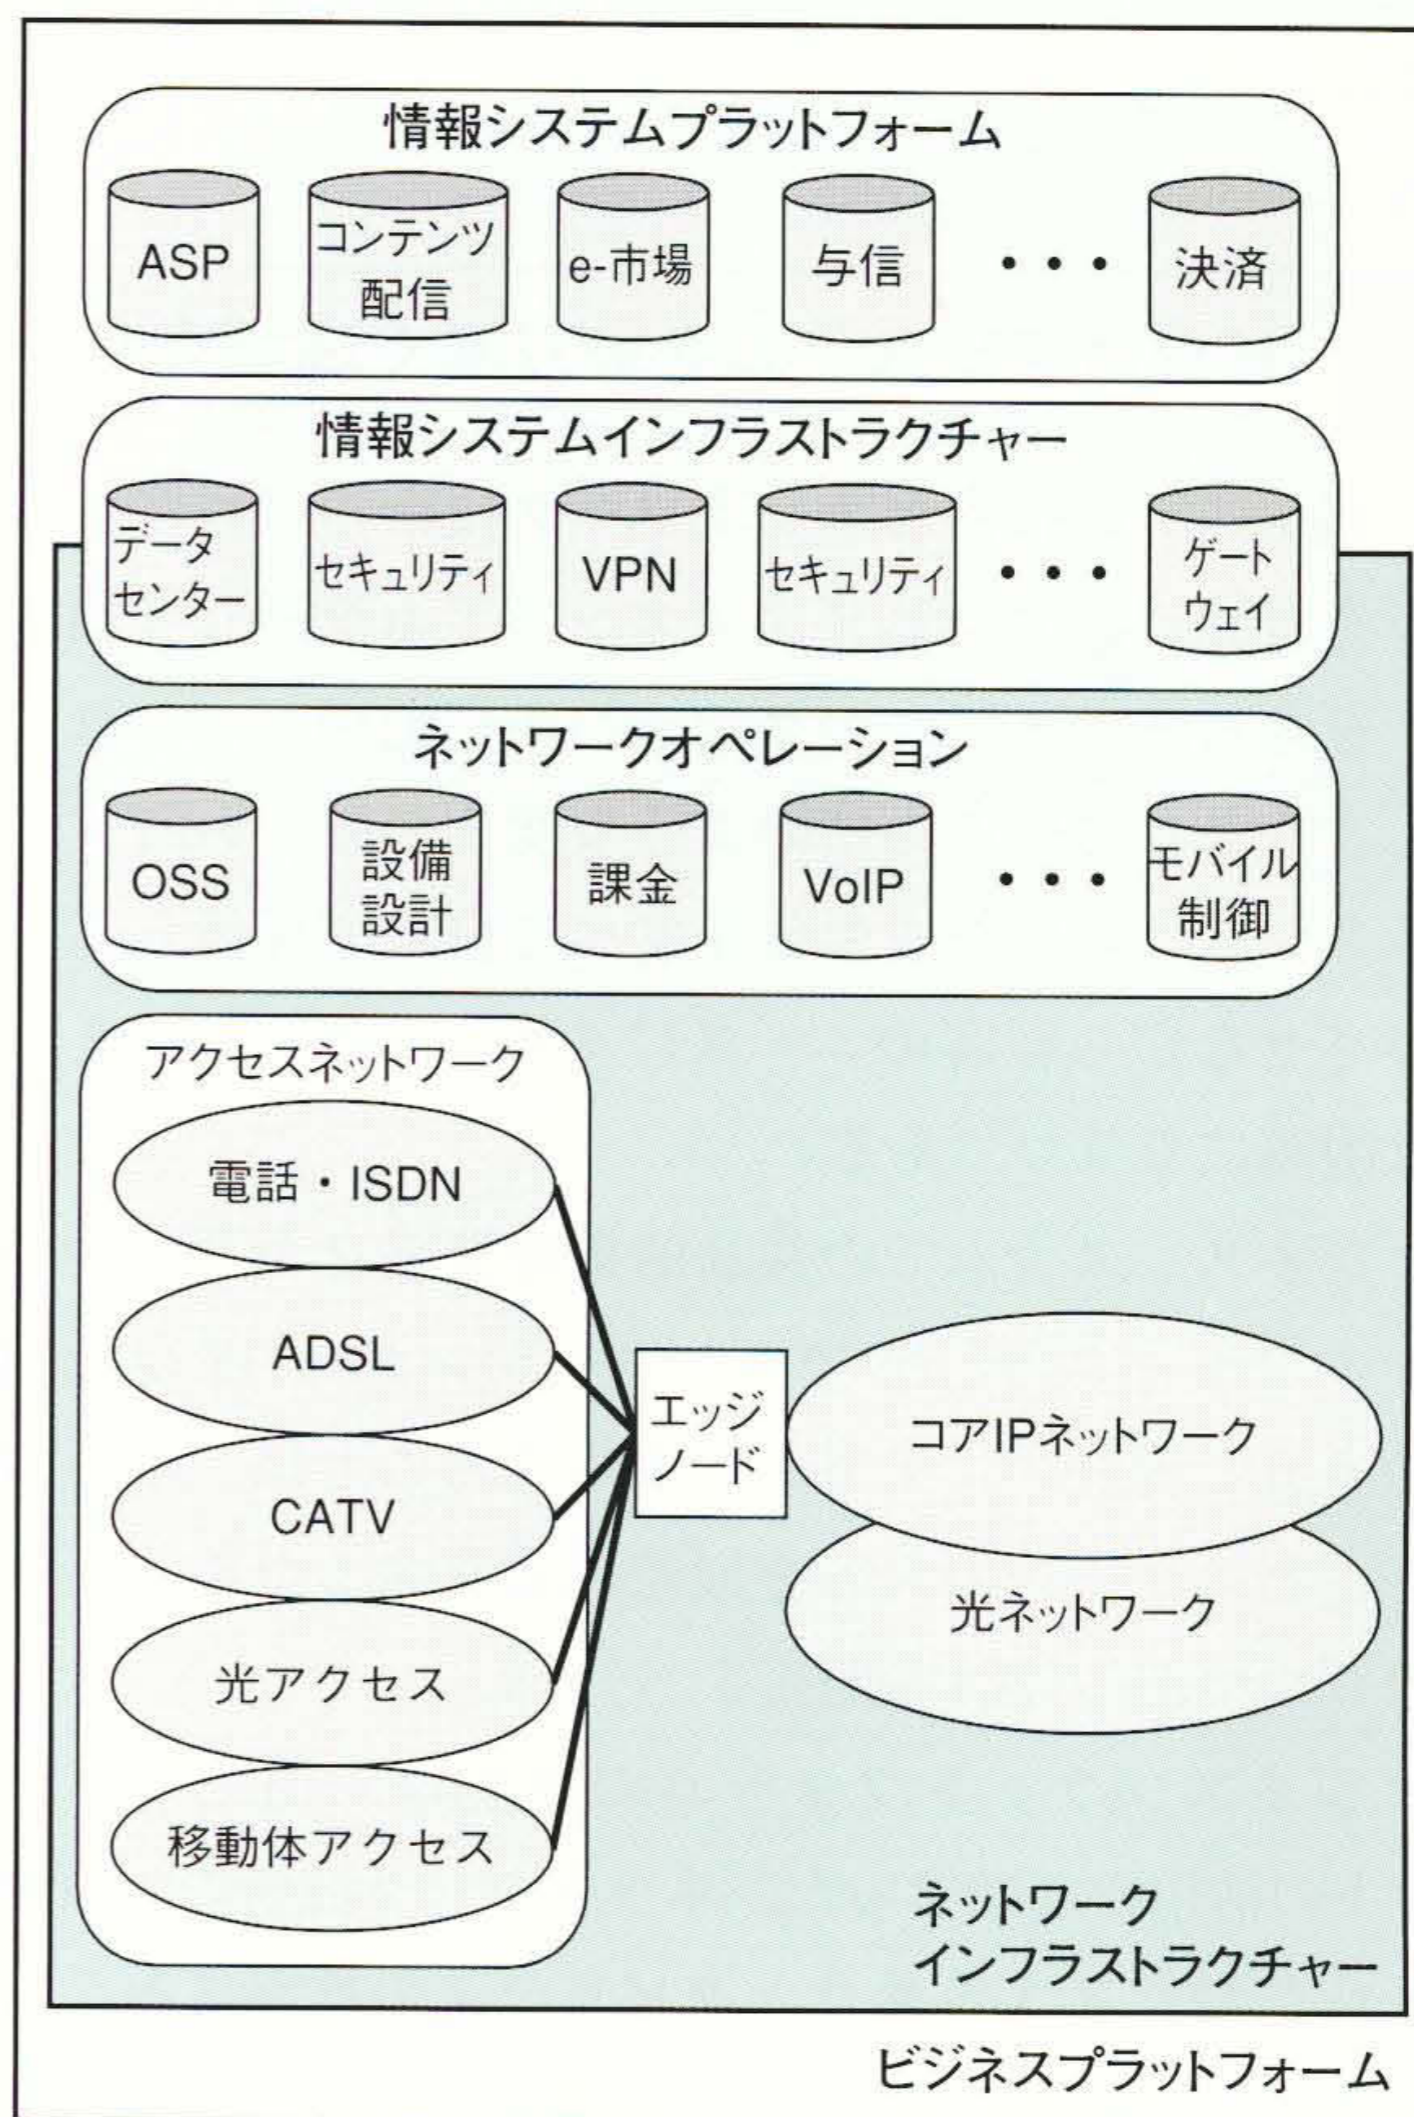 情報システムプラットフォーム
ASP
コンテンツ
配信
e-市場
与信
・・・
決済
情報システムインフラストラクチャー
データ
センター
セキュリティ
VPN
セキュリティ
・・・
ゲート
ウェイ
ネットワークオペレーション
OSS
設備
設計
課金
VoIP
・・・
モバイル
制御
アクセスネットワーク
電話・ISDN
ADSL
CATV
光アクセス
移動体アクセス
エッジ
ノード
コアIPネットワーク
光ネットワーク
ネットワーク
インフラストラクチャー
ビジネスプラットフォーム